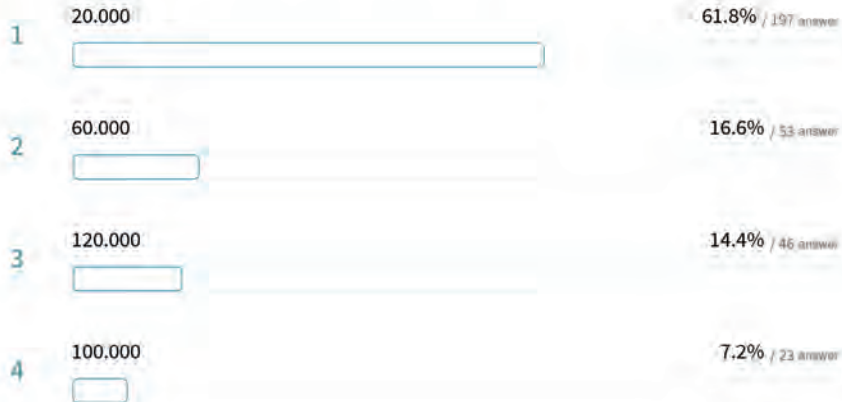 1 20.000 61.8% / 197 answer
2 60.000 16.6% / 53 answer
3 120.000 14.4% / 46 answer
4 100.000 7.2% / 23 answer